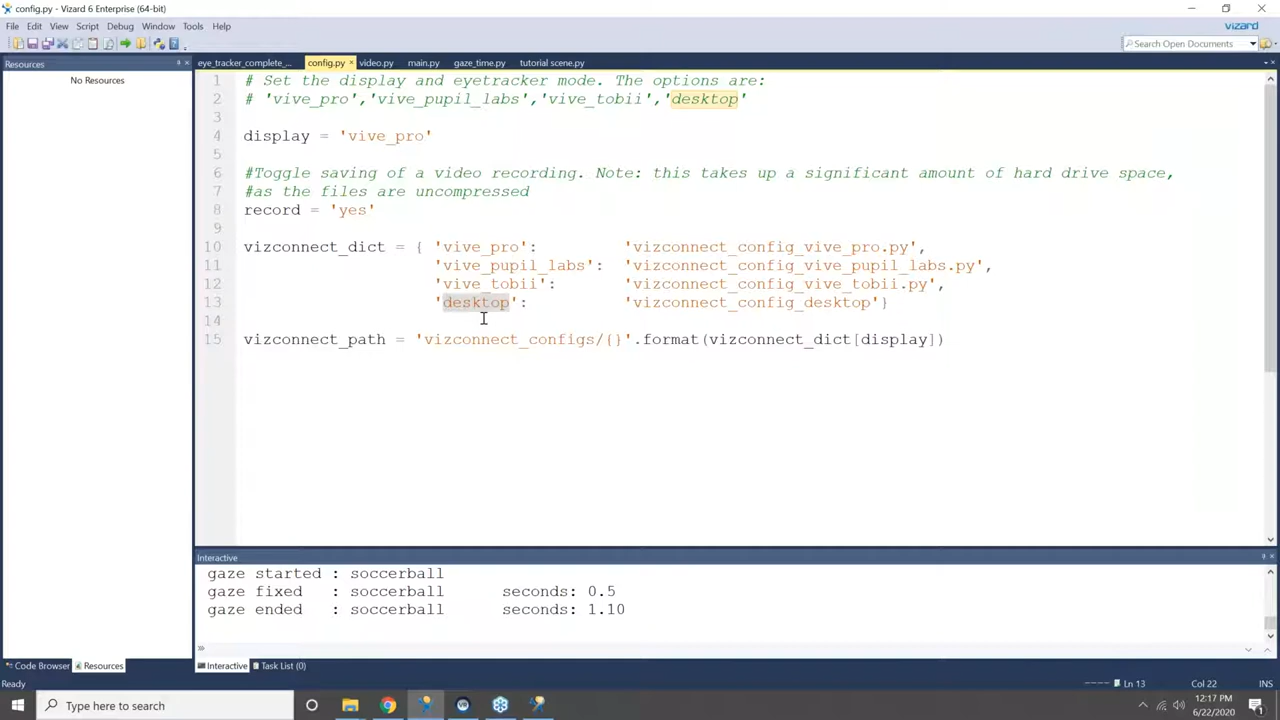 config.py - Vizard 6 Enterprise (64-bit)
File Edit View Script Debug Window Tools Help
vizard
Search Open Documents
Resources
No Resources
eye_tracker_complete_... config.py video.py main.py gaze_time.py tutorial scene.py
1 # Set the display and eyetracker mode. The options are:
2 # 'vive_pro','vive_pupil_labs','vive_tobii','desktop'
3
4 display = 'vive_pro'
5
6 #Toggle saving of a video recording. Note: this takes up a significant amount of hard drive space,
7 #as the files are uncompressed
8 record = 'yes'
9
10 vizconnect_dict = { 'vive_pro': 'vizconnect_config_vive_pro.py',
11 'vive_pupil_labs': 'vizconnect_config_vive_pupil_labs.py',
12 'vive_tobii': 'vizconnect_config_vive_tobii.py',
13 'desktop': 'vizconnect_config_desktop'}
14
15 vizconnect_path = 'vizconnect_configs/{}'.format(vizconnect_dict[display])
Interactive
gaze started : soccerball
gaze fixed : soccerball seconds: 0.5
gaze ended : soccerball seconds: 1.10
Code Browser Resources
Interactive Task List (0)
Ready
Ln 13 Col 22 INS
Type here to search
12:17 PM
6/22/2020